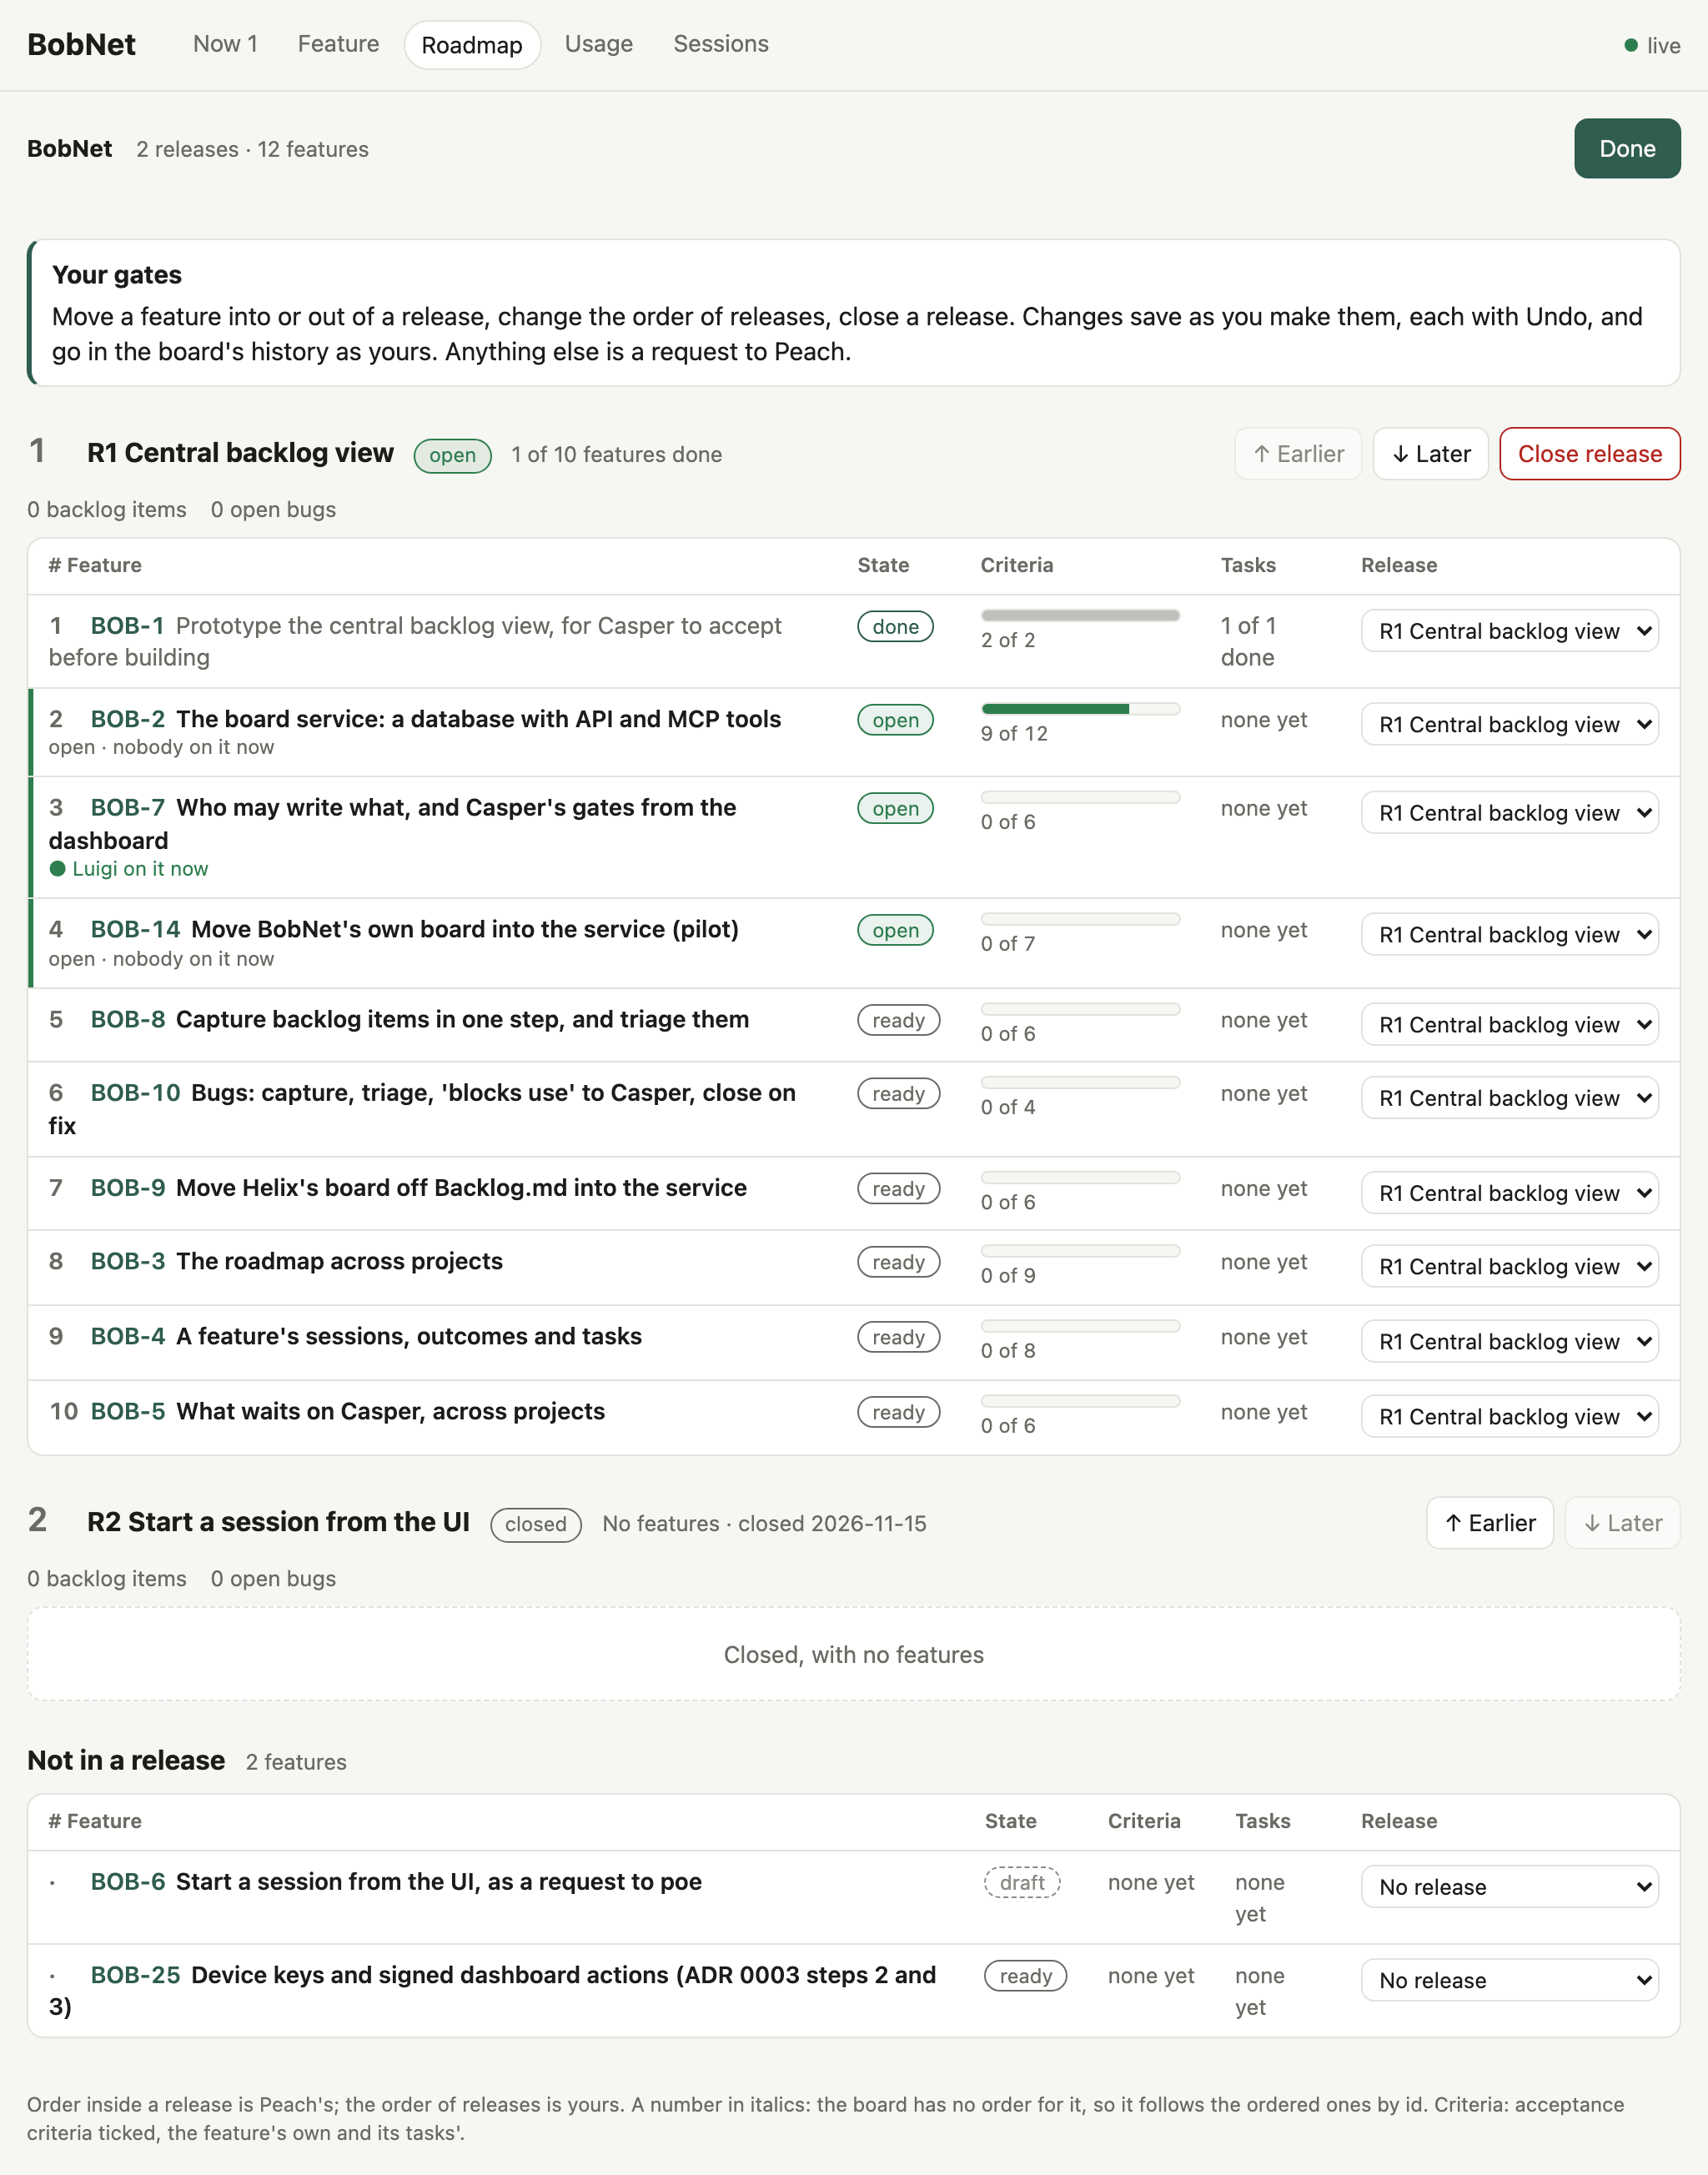 BobNet Now 1 Feature Roadmap Usage Sessions live
BobNet 2 releases · 12 features Done
Your gates
Move a feature into or out of a release, change the order of releases, close a release. Changes save as you make them, each with Undo, and
go in the board's history as yours. Anything else is a request to Peach.
1 R1 Central backlog view open 1 of 10 features done ↑ Earlier ↓ Later Close release
0 backlog items 0 open bugs
# Feature State Criteria Tasks Release
1 BOB-1 Prototype the central backlog view, for Casper to accept
before building
done
2 of 2
1 of 1
done
R1 Central backlog view
2 BOB-2 The board service: a database with API and MCP tools
open · nobody on it now
open
9 of 12
none yet
R1 Central backlog view
3 BOB-7 Who may write what, and Casper's gates from the
dashboard
Luigi on it now
open
0 of 6
none yet
R1 Central backlog view
4 BOB-14 Move BobNet's own board into the service (pilot)
open · nobody on it now
open
0 of 7
none yet
R1 Central backlog view
5 BOB-8 Capture backlog items in one step, and triage them
ready
0 of 6
none yet
R1 Central backlog view
6 BOB-10 Bugs: capture, triage, 'blocks use' to Casper, close on
fix
ready
0 of 4
none yet
R1 Central backlog view
7 BOB-9 Move Helix's board off Backlog.md into the service
ready
0 of 6
none yet
R1 Central backlog view
8 BOB-3 The roadmap across projects
ready
0 of 9
none yet
R1 Central backlog view
9 BOB-4 A feature's sessions, outcomes and tasks
ready
0 of 8
none yet
R1 Central backlog view
10 BOB-5 What waits on Casper, across projects
ready
0 of 6
none yet
R1 Central backlog view
2 R2 Start a session from the UI closed No features · closed 2026-11-15 ↑ Earlier ↓ Later
0 backlog items 0 open bugs
Closed, with no features
Not in a release 2 features
# Feature State Criteria Tasks Release
· BOB-6 Start a session from the UI, as a request to poe
draft
none yet
none
yet
No release
· BOB-25 Device keys and signed dashboard actions (ADR 0003 steps 2 and
3)
ready
none yet
none
yet
No release
Order inside a release is Peach's; the order of releases is yours. A number in italics: the board has no order for it, so it follows the ordered ones by id. Criteria: acceptance
criteria ticked, the feature's own and its tasks'.